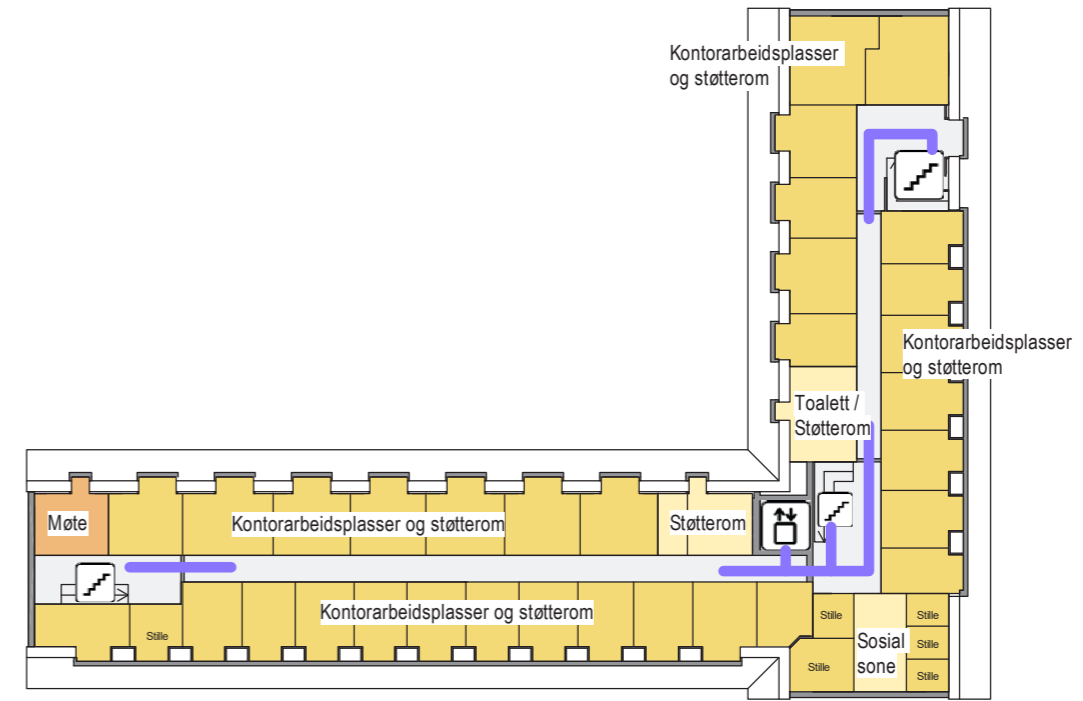 Kontorarbeidsplasser
og støtterom
Kontorarbeidsplasser
og støtterom
Toalett /
Støtterom
Møte
Kontorarbeidsplasser og støtterom
Støtterom
Kontorarbeidsplasser og støtterom
Stille
Stille
Stille
Sosial
sone
Stille
Stille
Stille